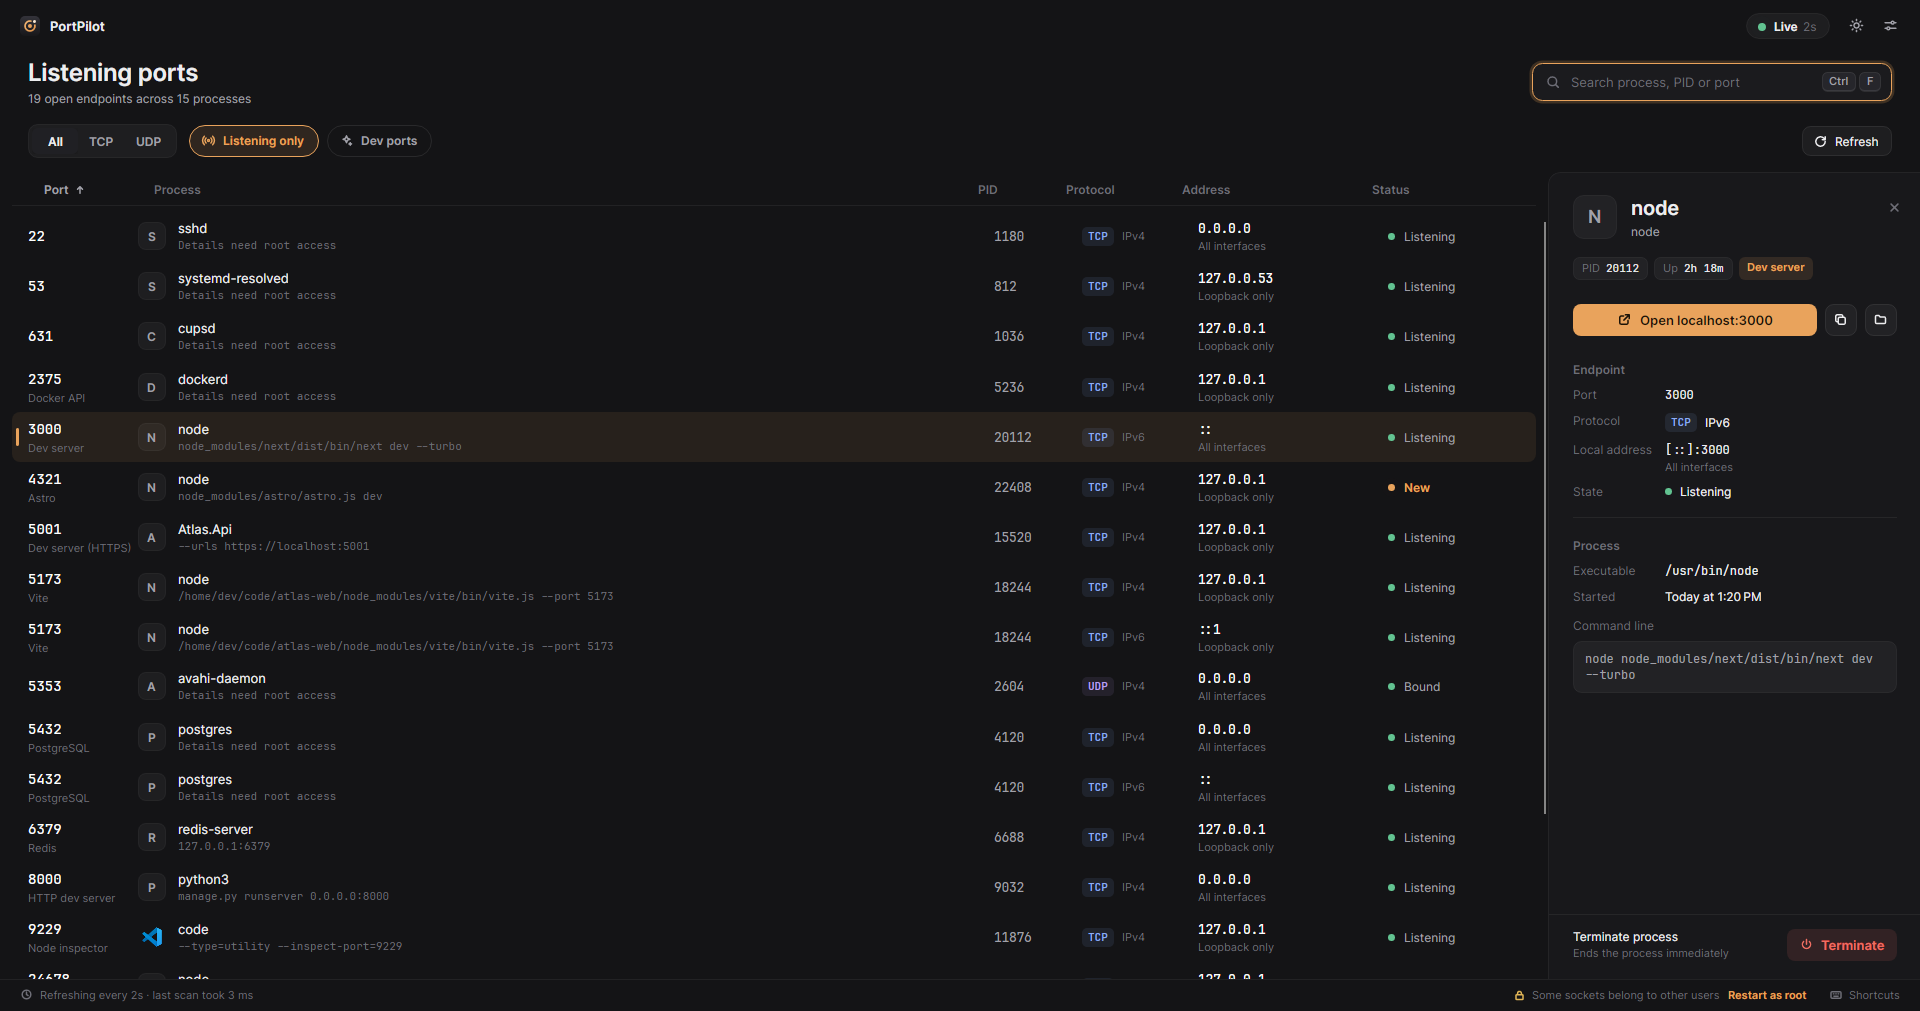 PortPilot
Live 2s
Listening ports
19 open endpoints across 15 processes
Search process, PID or port Ctrl F
All TCP UDP Listening only Dev ports
Refresh
Port Process PID Protocol Address Status
22 S sshd 1180 TCP IPv4 0.0.0.0 Listening
Details need root access All interfaces
53 S systemd-resolved 812 TCP IPv4 127.0.0.53 Listening
Details need root access Loopback only
631 C cupsd 1036 TCP IPv4 127.0.0.1 Listening
Details need root access Loopback only
2375 D dockerd 5236 TCP IPv4 127.0.0.1 Listening
Docker API Details need root access Loopback only
3000 N node 20112 TCP IPv6 :: Listening
Dev server node_modules/next/dist/bin/next dev --turbo All interfaces
4321 N node 22408 TCP IPv4 127.0.0.1 New
Astro node_modules/astro/astro.js dev Loopback only
5001 A Atlas.Api 15520 TCP IPv4 127.0.0.1 Listening
Dev server (HTTPS) --urls https://localhost:5001 Loopback only
5173 N node 18244 TCP IPv4 127.0.0.1 Listening
Vite /home/dev/code/atlas-web/node_modules/vite/bin/vite.js --port 5173 Loopback only
5173 N node 18244 TCP IPv6 ::1 Listening
Vite /home/dev/code/atlas-web/node_modules/vite/bin/vite.js --port 5173 Loopback only
5353 A avahi-daemon 2604 UDP IPv4 0.0.0.0 Bound
Details need root access All interfaces
5432 P postgres 4120 TCP IPv4 0.0.0.0 Listening
PostgreSQL Details need root access All interfaces
5432 P postgres 4120 TCP IPv6 :: Listening
PostgreSQL Details need root access All interfaces
6379 R redis-server 6688 TCP IPv4 127.0.0.1 Listening
Redis 127.0.0.1:6379 Loopback only
8000 P python3 9032 TCP IPv4 0.0.0.0 Listening
HTTP dev server manage.py runserver 0.0.0.0:8000 All interfaces
9229 code 11876 TCP IPv4 127.0.0.1 Listening
Node inspector --type=utility --inspect-port=9229 Loopback only
24678 node 127.0.0.1
N node
node
PID 20112 Up 2h 18m Dev server
Open localhost:3000
Endpoint
Port 3000
Protocol TCP IPv6
Local address [::]:3000
All interfaces
State Listening
Process
Executable /usr/bin/node
Started Today at 1:20 PM
Command line
node node_modules/next/dist/bin/next dev
--turbo
Terminate process
Ends the process immediately
Terminate
Refreshing every 2s · last scan took 3 ms
Some sockets belong to other users Restart as root Shortcuts